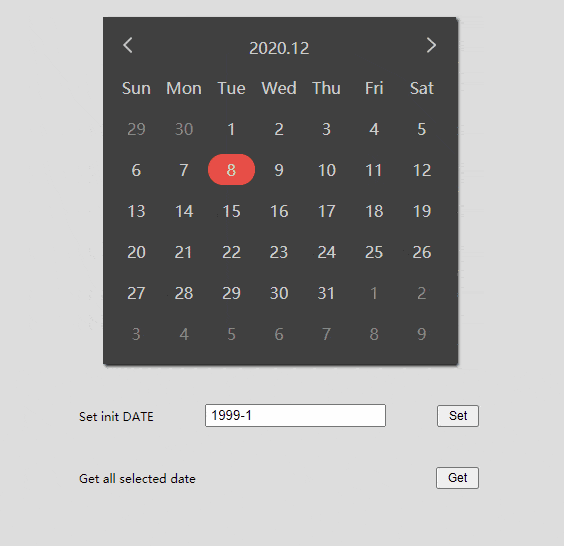 2020.12
Sun Mon Tue Wed Thu Fri Sat
29 30 1 2 3 4 5
6 7 8 9 10 11 12
13 14 15 16 17 18 19
20 21 22 23 24 25 26
27 28 29 30 31 1 2
3 4 5 6 7 8 9
Set init DATE 1999-1 Set
Get all selected date Get